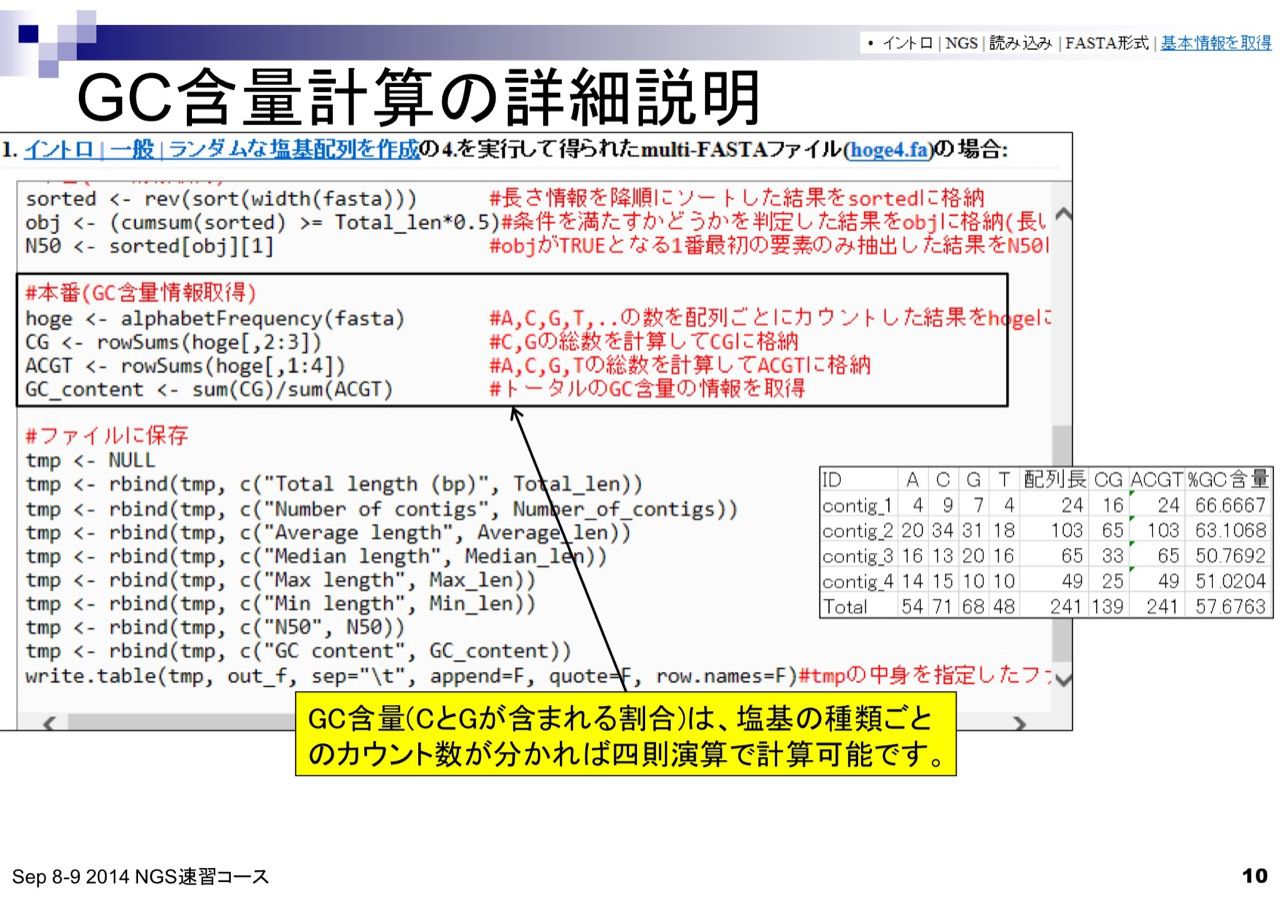 • イントロ | NGS | 読み込み | FASTA形式 | 基本情報を取得
GC含量計算の詳細説明
1. イントロ | 一般 | ランダムな塩基配列を作成の4.を実行して得られたmulti-FASTAファイル(hoge4.fa)の場合:
sorted <- rev(sort(width(fasta))) #長さ情報を降順にソートした結果をsortedに格納
obj <- (cumsum(sorted) >= Total_len*0.5)#条件を満たすかどうかを判定した結果をobjに格納(長い
N50 <- sorted[obj][1] #objがTRUEとなる1番最初の要素のみ抽出した結果をN50に
#本番(GC含量情報取得)
hoge <- alphabetFrequency(fasta) #A,C,G,T,..の数を配列ごとにカウントした結果をhogeに
CG <- rowSums(hoge[,2:3]) #C,Gの総数を計算してCGに格納
ACGT <- rowSums(hoge[,1:4]) #A,C,G,Tの総数を計算してACGTに格納
GC_content <- sum(CG)/sum(ACGT) #トータルのGC含量の情報を取得
#ファイルに保存
tmp <- NULL
tmp <- rbind(tmp, c("Total length (bp)", Total_len))
tmp <- rbind(tmp, c("Number of contigs", Number_of_contigs))
tmp <- rbind(tmp, c("Average length", Average_len))
tmp <- rbind(tmp, c("Median length", Median_len))
tmp <- rbind(tmp, c("Max length", Max_len))
tmp <- rbind(tmp, c("Min length", Min_len))
tmp <- rbind(tmp, c("N50", N50))
tmp <- rbind(tmp, c("GC content", GC_content))
write.table(tmp, out_f, sep="\t", append=F, quote=F, row.names=F)#tmpの中身を指定したファ
ID A C G T 配列長 CG ACGT %GC含量
contig_1 4 9 7 4 24 16 24 66.6667
contig_2 20 34 31 18 103 65 103 63.1068
contig_3 16 13 20 16 65 33 65 50.7692
contig_4 14 15 10 10 49 25 49 51.0204
Total 54 71 68 48 241 139 241 57.6763
GC含量(CとGが含まれる割合)は、塩基の種類ごと
のカウント数が分かれば四則演算で計算可能です。
Sep 8-9 2014 NGS速習コース
10